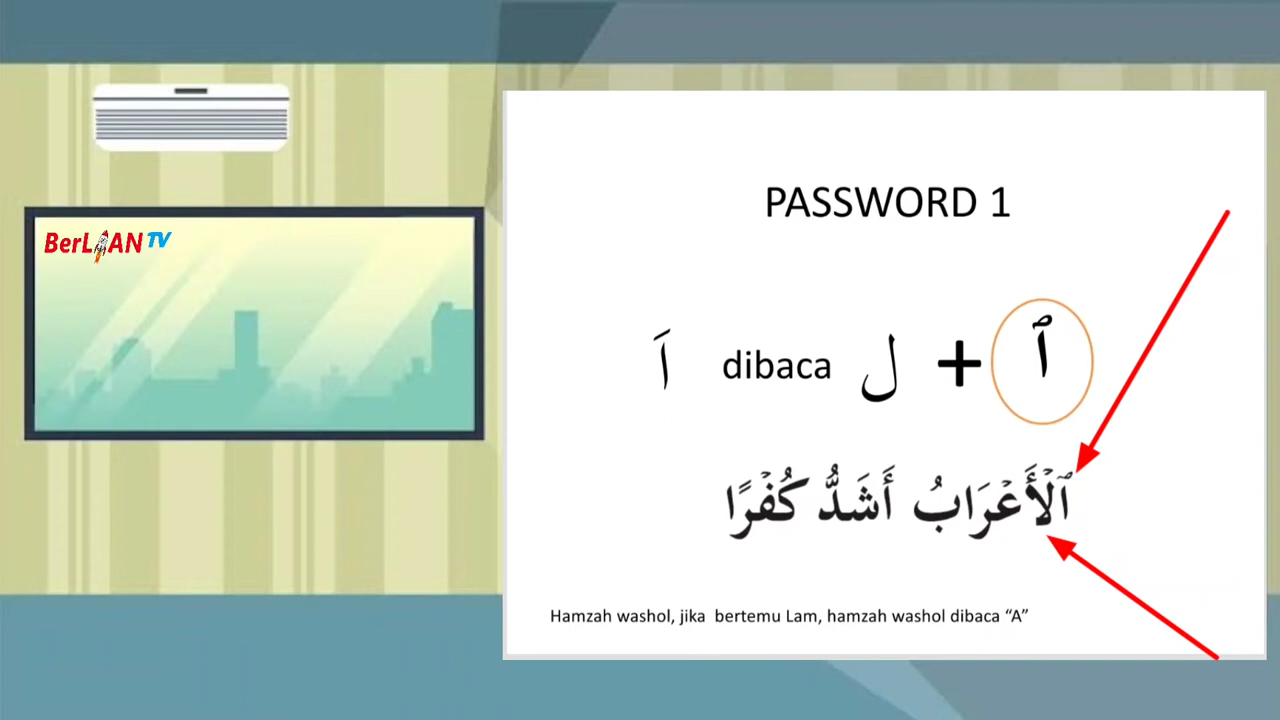 BerLIAN TV
PASSWORD 1
ٱ + ل dibaca اَ
ٱلۡأَعۡرَابُ أَشَدُّ كُفۡرًا
Hamzah washol, jika bertemu Lam, hamzah washol dibaca “A”